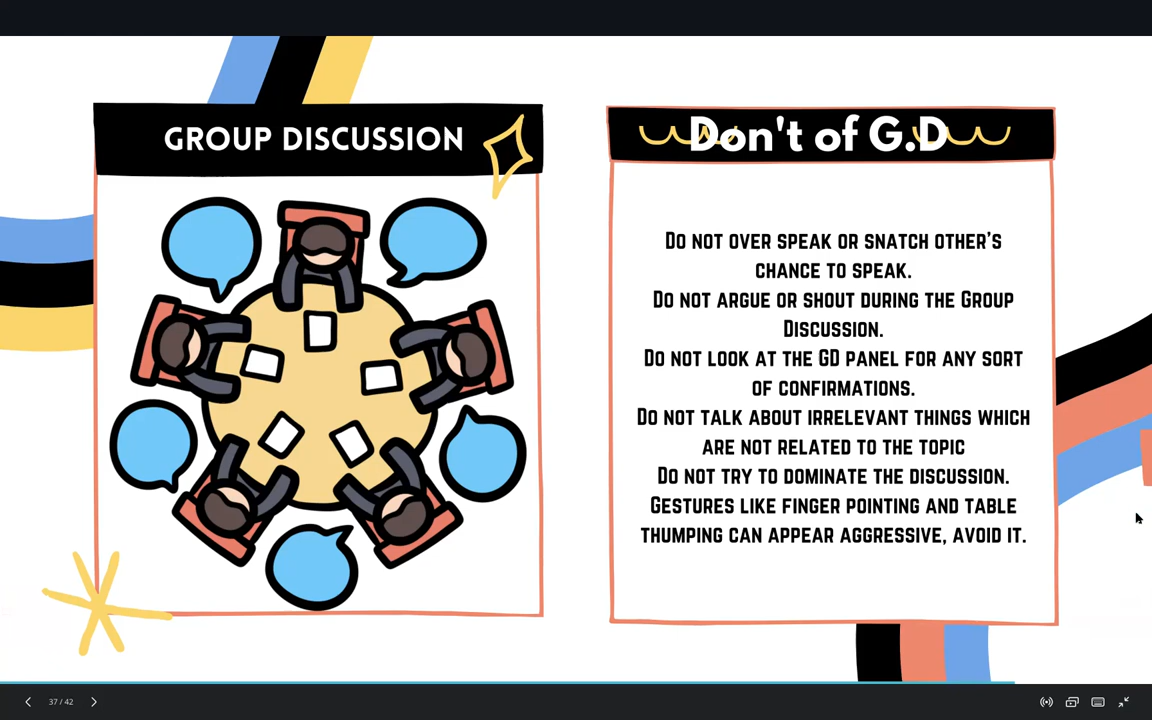 GROUP DISCUSSION
Don't of G.D
Do not over speak or snatch other's
chance to speak.
Do not argue or shout during the Group
Discussion.
Do not look at the GD panel for any sort
of confirmations.
Do not talk about irrelevant things which
are not related to the topic
Do not try to dominate the discussion.
Gestures like finger pointing and table
thumping can appear aggressive, avoid it.
37 / 42